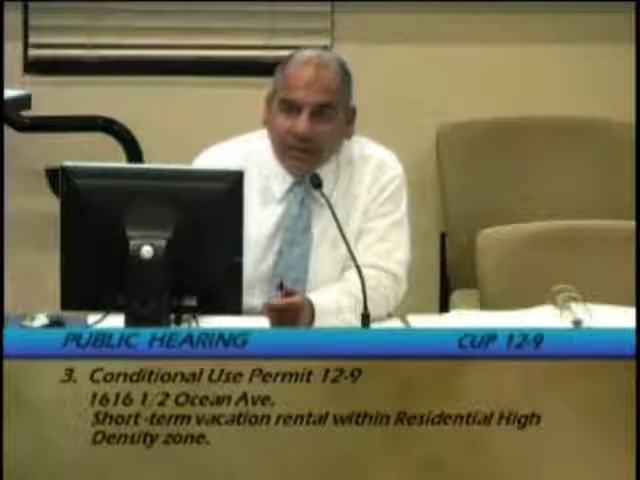 PUBLIC HEARING CUP 12-9
3. Conditional Use Permit 12-9
1616 1/2 Ocean Ave.
Short-term vacation rental within Residential High
Density zone.